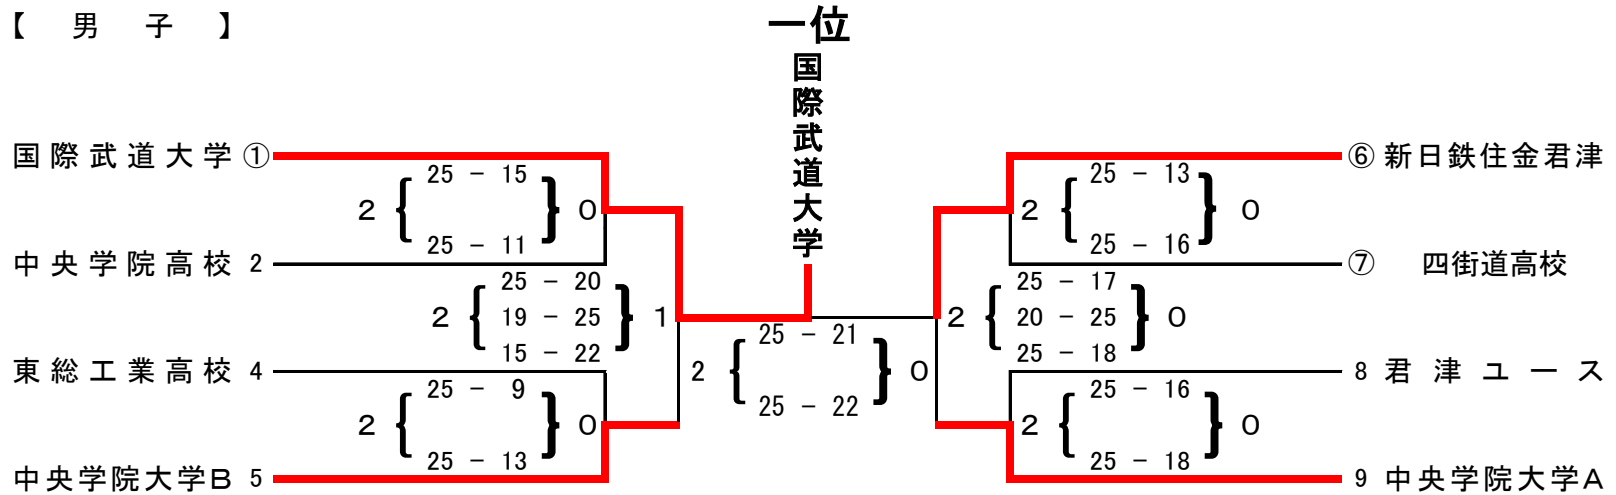 【 男 子 】
一位
国際武道大学
国際武道大学 ①
⑥ 新日鉄住金君津
25 － 15
2 { } 0
25 － 11
25 － 13
2 { } 0
25 － 16
中央学院高校 2
⑦ 四街道高校
25 － 20
2 { 19 － 25 } 1
15 － 22
25 － 17
2 { 20 － 25 } 0
25 － 18
25 － 21
2 { } 0
25 － 22
東総工業高校 4
8 君津ユース
25 － 9
2 { } 0
25 － 13
25 － 16
2 { } 0
25 － 18
中央学院大学B 5
9 中央学院大学A